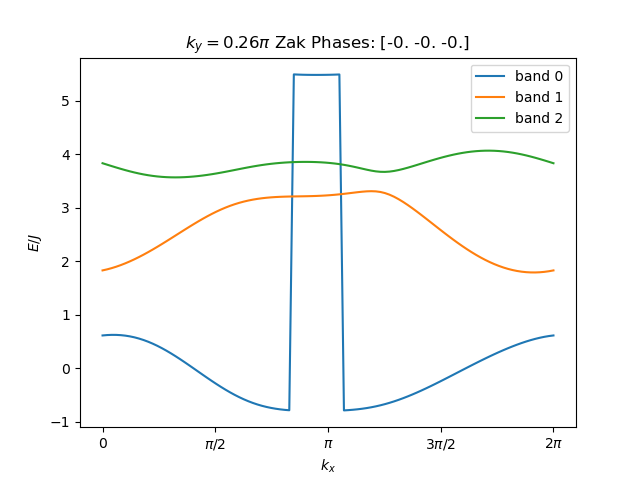 k_y = 0.26π Zak Phases: [-0. -0. -0.]
band 0
band 1
band 2
E/J
5
4
3
2
1
0
−1
0
π/2
π
3π/2
2π
k_x